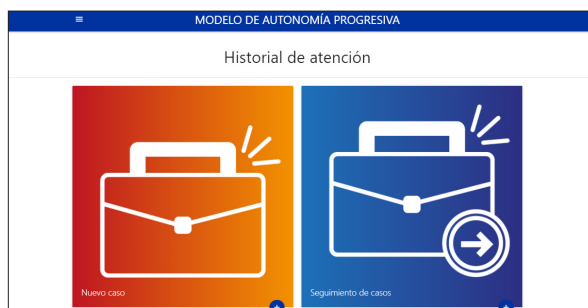 MODELO DE AUTONOMÍA PROGRESIVA
Historial de atención
Nuevo caso
Seguimiento de casos